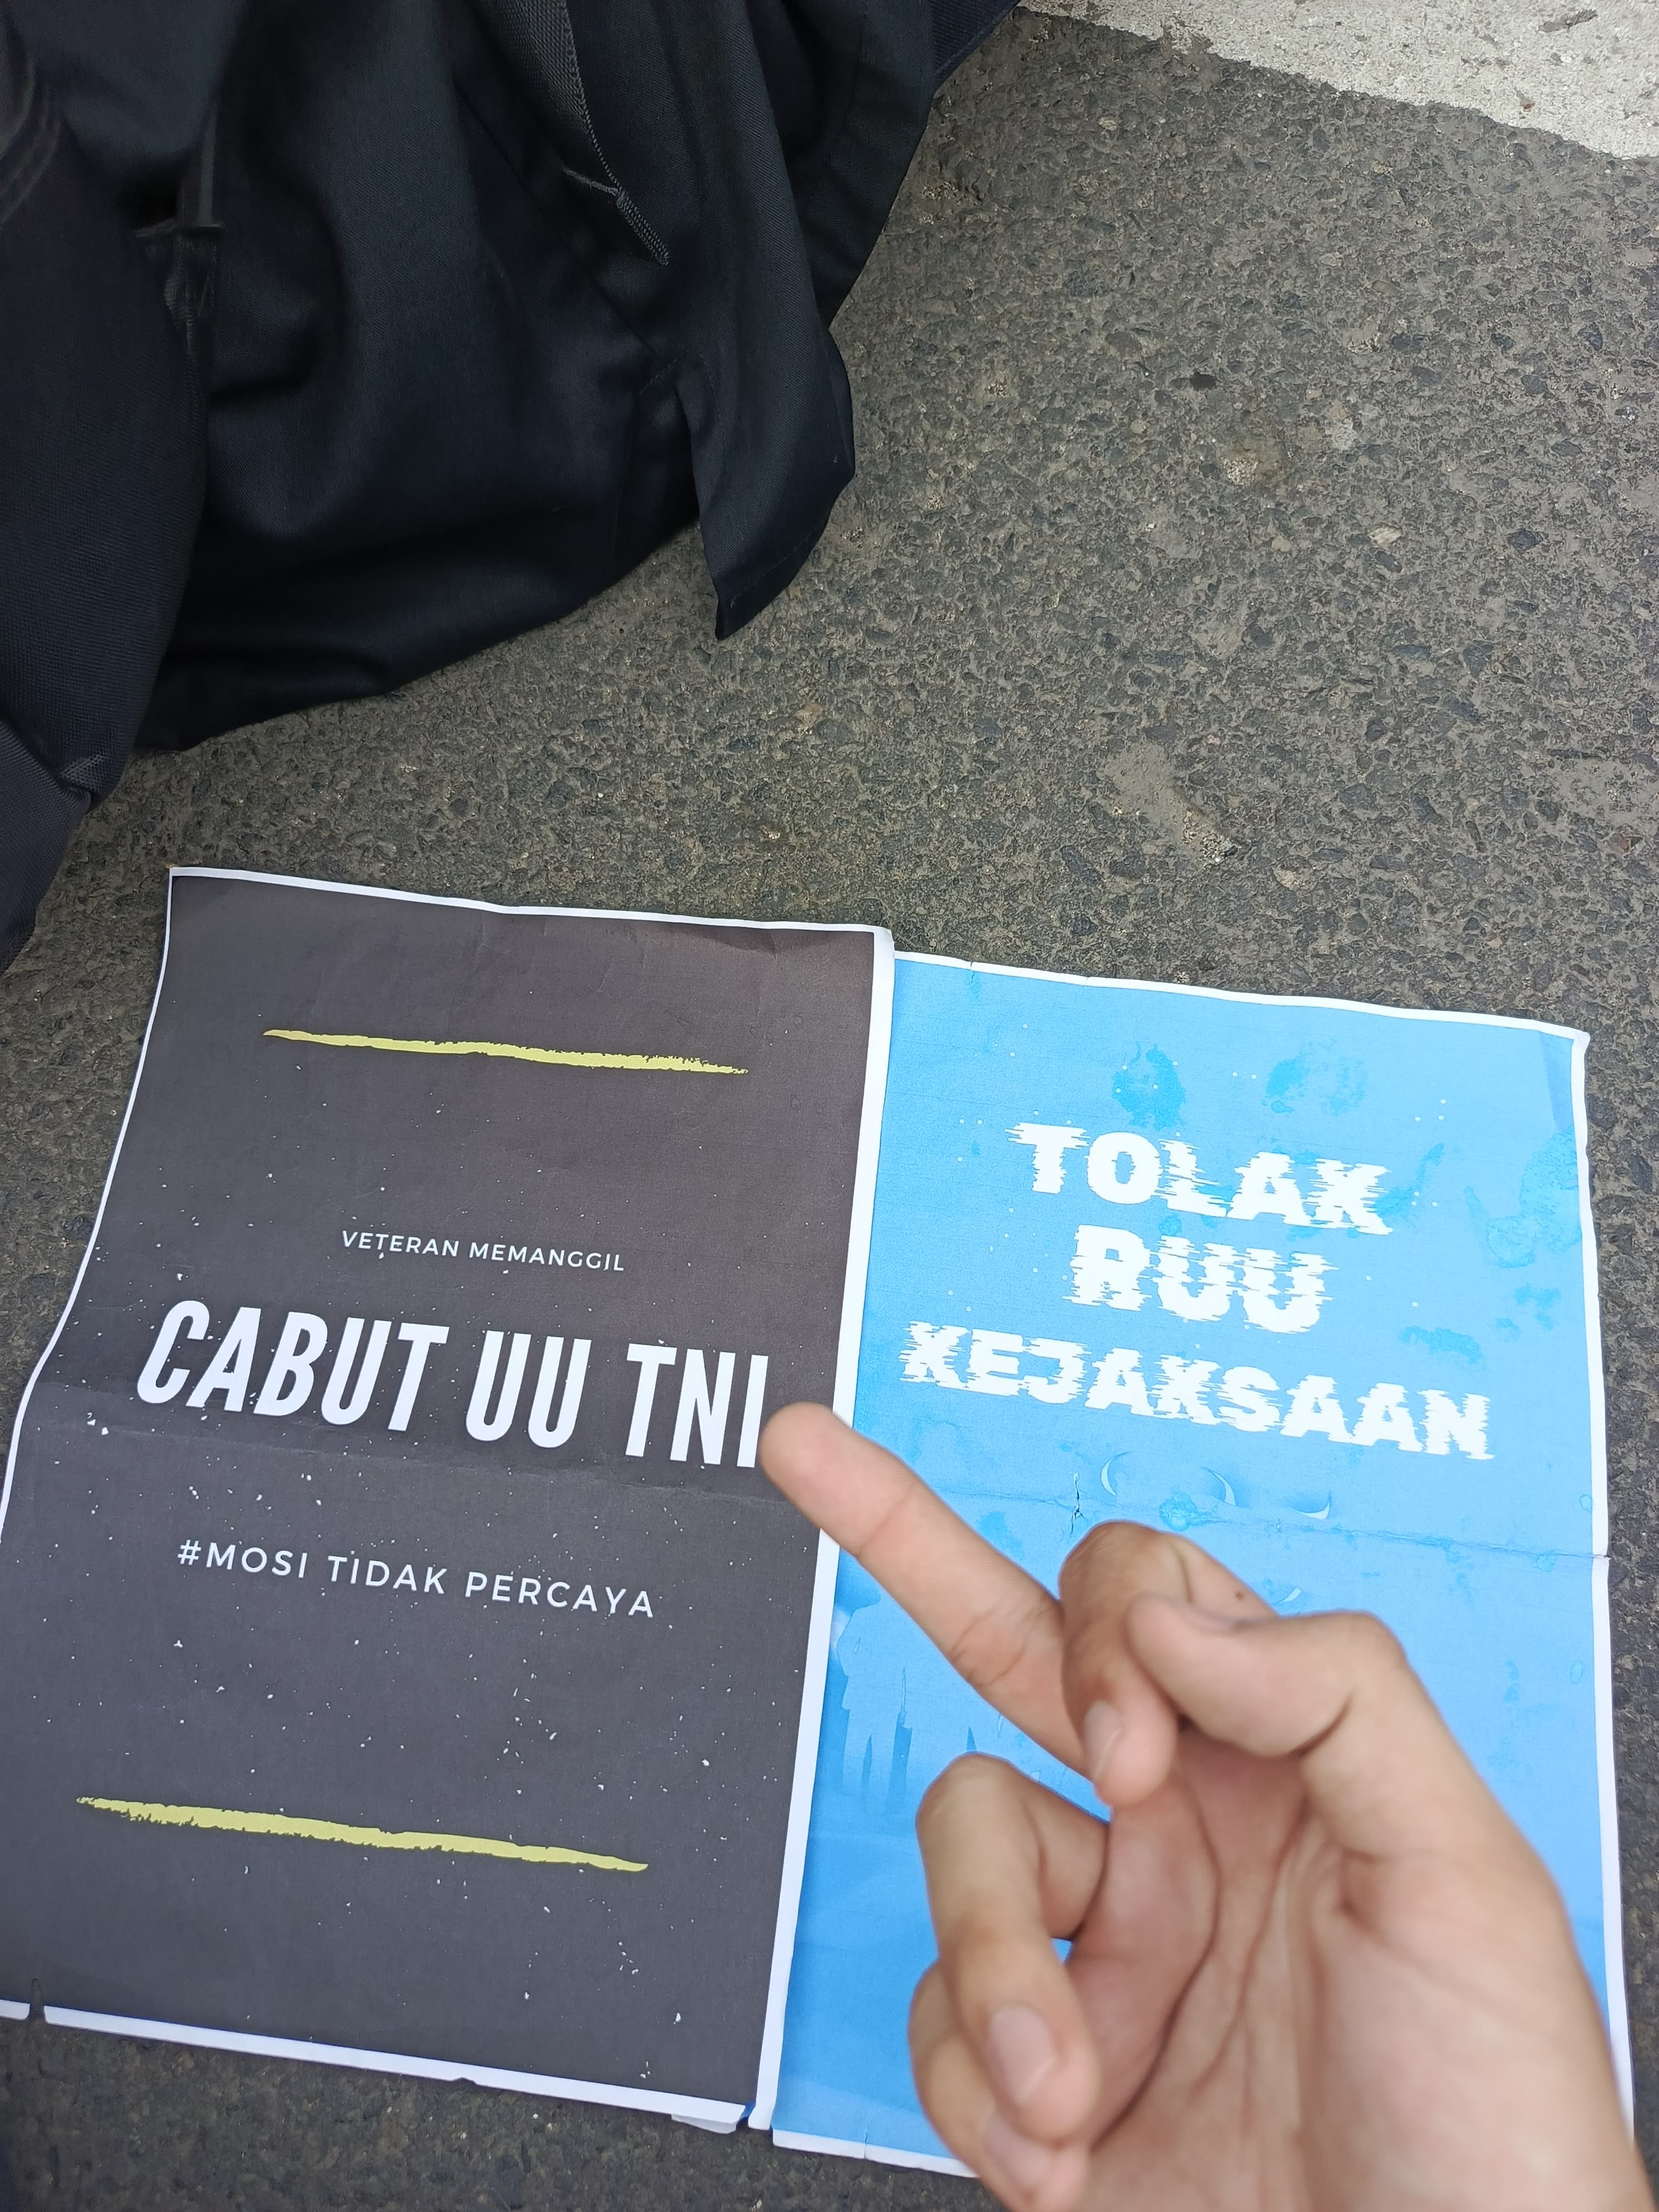 VETERAN MEMANGGIL
CABUT UU TNI
#MOSI TIDAK PERCAYA
TOLAK
RUU
KEJAKSAAN